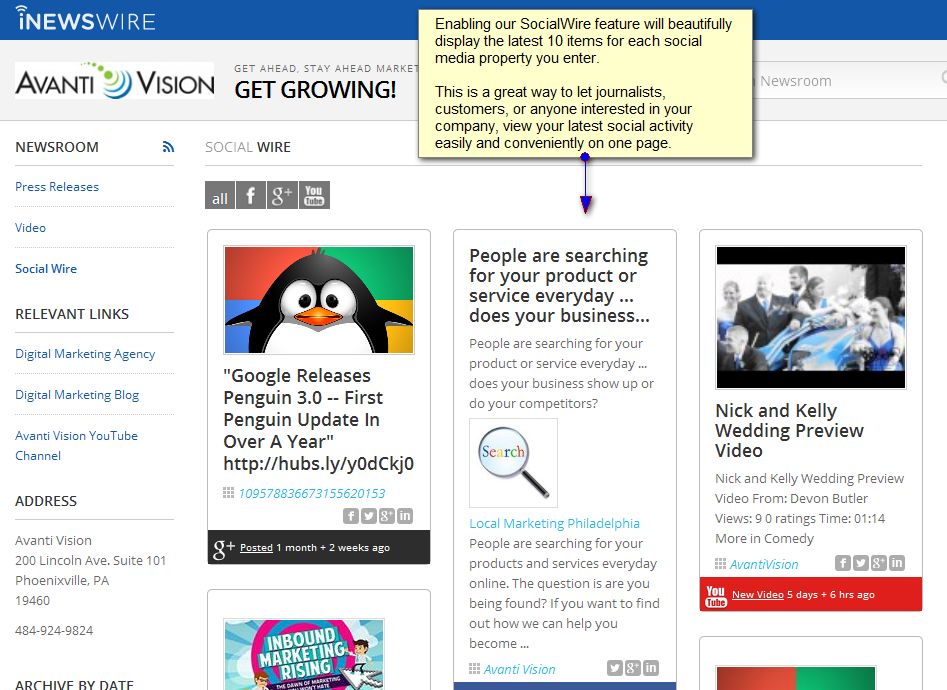 iNEWSWIRE
Enabling our SocialWire feature will beautifully
display the latest 10 items for each social
media property you enter.
This is a great way to let journalists,
customers, or anyone interested in your
company, view your latest social activity
easily and conveniently on one page.
AVANTI VISION
GET AHEAD, STAY AHEAD MARKET
GET GROWING!
Newsroom
NEWSROOM
Press Releases
Video
Social Wire
RELEVANT LINKS
Digital Marketing Agency
Digital Marketing Blog
Avanti Vision YouTube
Channel
ADDRESS
Avanti Vision
200 Lincoln Ave. Suite 101
Phoenixville, PA
19460
484-924-9824
ARCHIVE BY DATE
SOCIAL WIRE
all f g+ You Tube
"Google Releases
Penguin 3.0 -- First
Penguin Update In
Over A Year"
http://hubs.ly/y0dCkj0
109578836673155620153
f g+ in
g+ Posted 1 month + 2 weeks ago
INBOUND
MARKETING
RISING
THE DAWN OF MARKETING
People are searching
for your product or
service everyday ...
does your business...
People are searching for your
product or service everyday ...
does your business show up or
do your competitors?
Search
Local Marketing Philadelphia
People are searching for your
products and services everyday
online. The question is are you
being found? If you want to find
out how we can help you
become ...
Avanti Vision
g+ in
Nick and Kelly
Wedding Preview
Video
Nick and Kelly Wedding Preview
Video From: Devon Butler
Views: 9 0 ratings Time: 01:14
More in Comedy
AvantiVision
f g+ in
You Tube New Video 5 days + 6 hrs ago